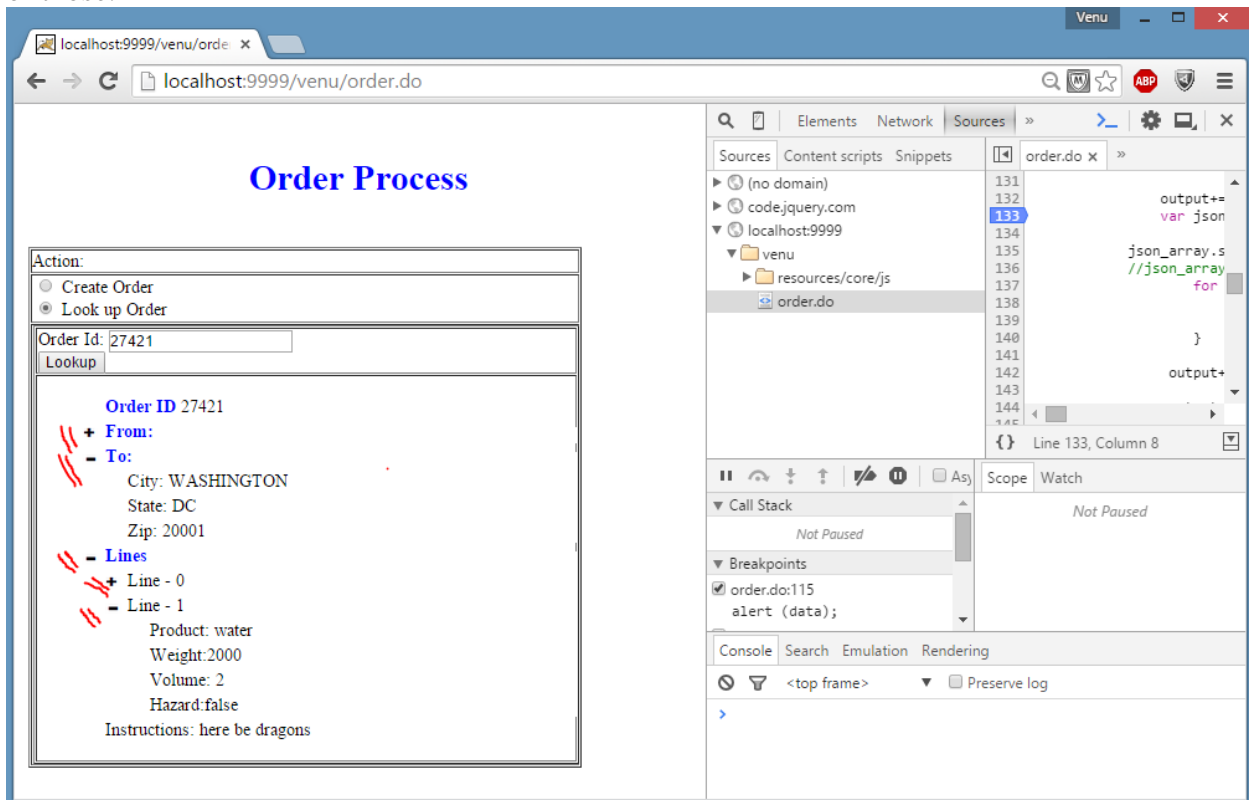 Venu
localhost:9999/venu/orde
localhost:9999/venu/order.do
ABP
Order Process
Action:
Create Order
Look up Order
Order Id: 27421
Lookup
Order ID 27421
+ From:
- To:
City: WASHINGTON
State: DC
Zip: 20001
- Lines
+ Line - 0
- Line - 1
Product: water
Weight:2000
Volume: 2
Hazard:false
Instructions: here be dragons
Elements Network Sources »
Sources Content scripts Snippets
(no domain)
code.jquery.com
localhost:9999
venu
resources/core/js
order.do
order.do x »
131
132 output+=
133 var json
134
135 json_array.s
136 //json_array
137 for
138
139
140 }
141
142 output+
143
144
145
{} Line 133, Column 8
Asy
Scope Watch
Call Stack
Not Paused
Not Paused
Breakpoints
order.do:115
alert (data);
Console Search Emulation Rendering
<top frame> Preserve log
>